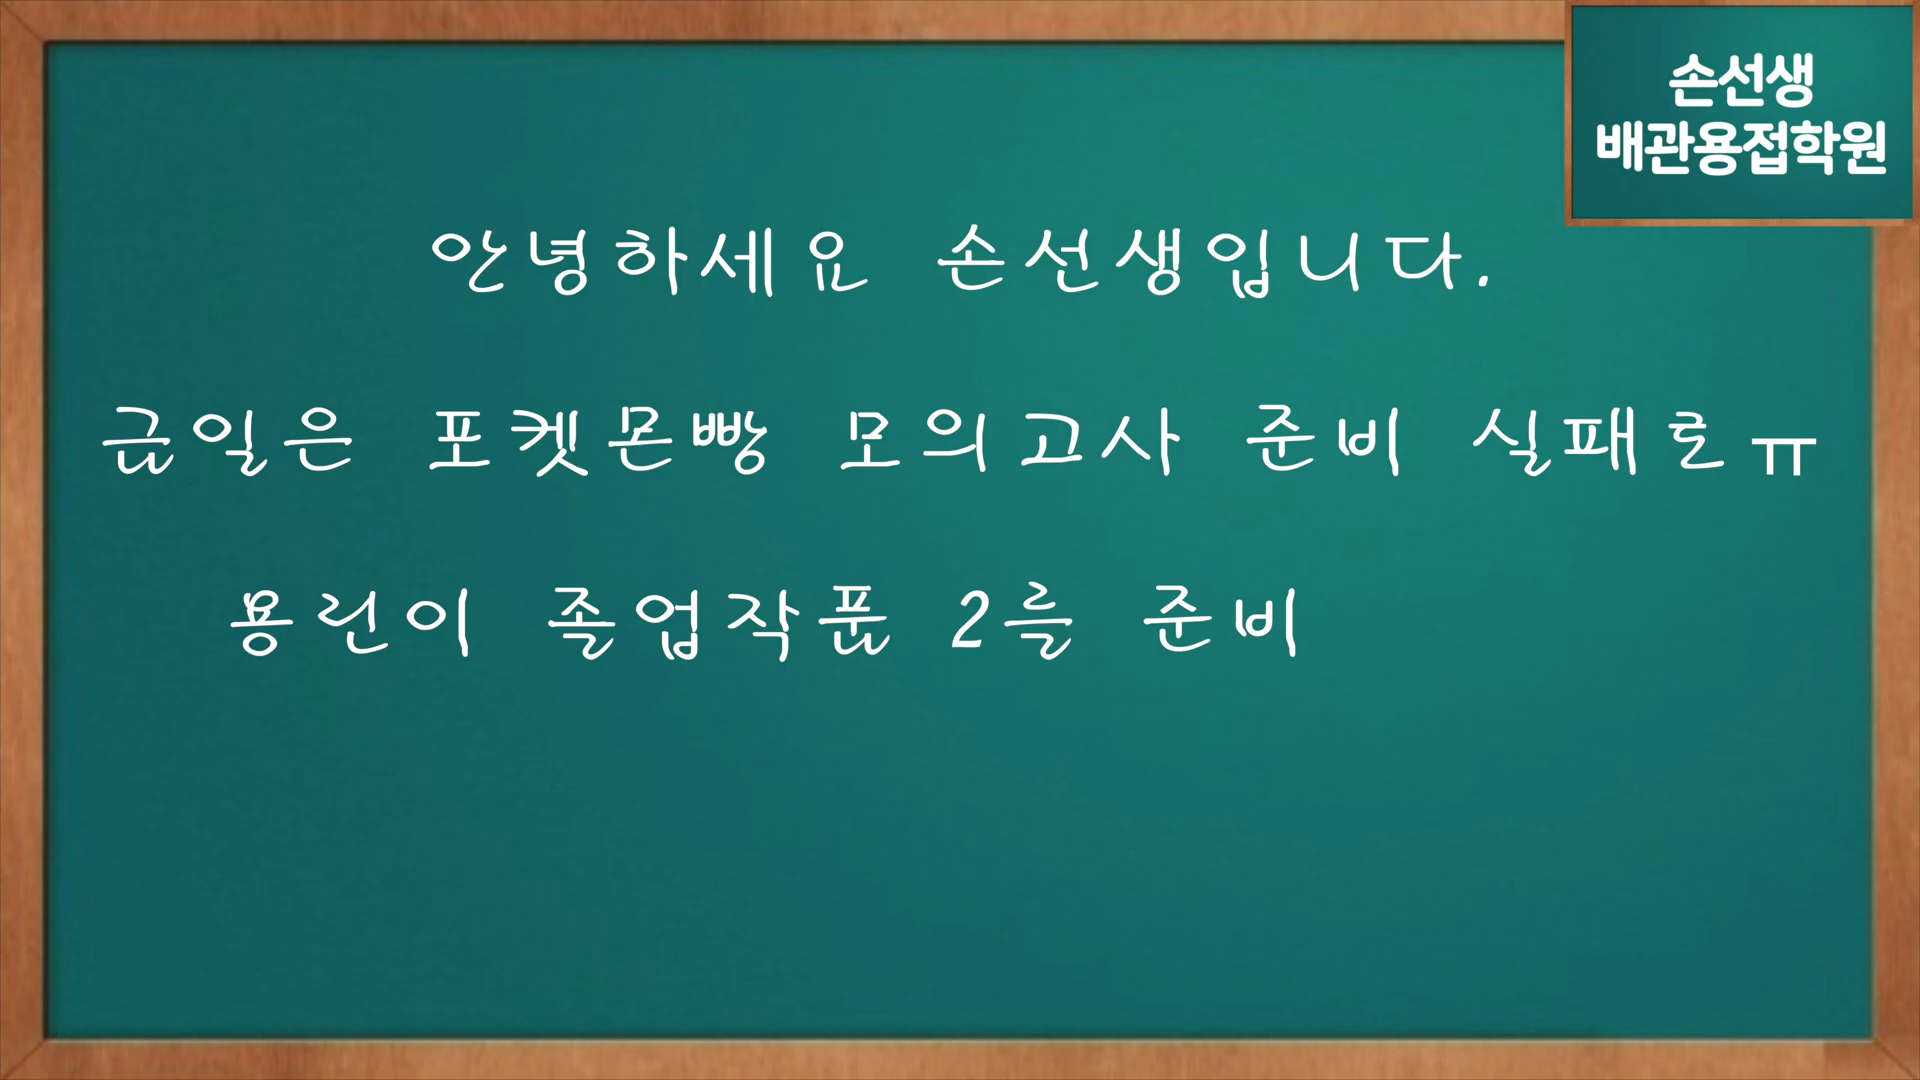 손선생
배관용접학원
안녕하세요 손선생입니다.
금일은 포켓몬빵 모의고사 준비 실패로ㅠ
용린이 졸업작품 2를 준비